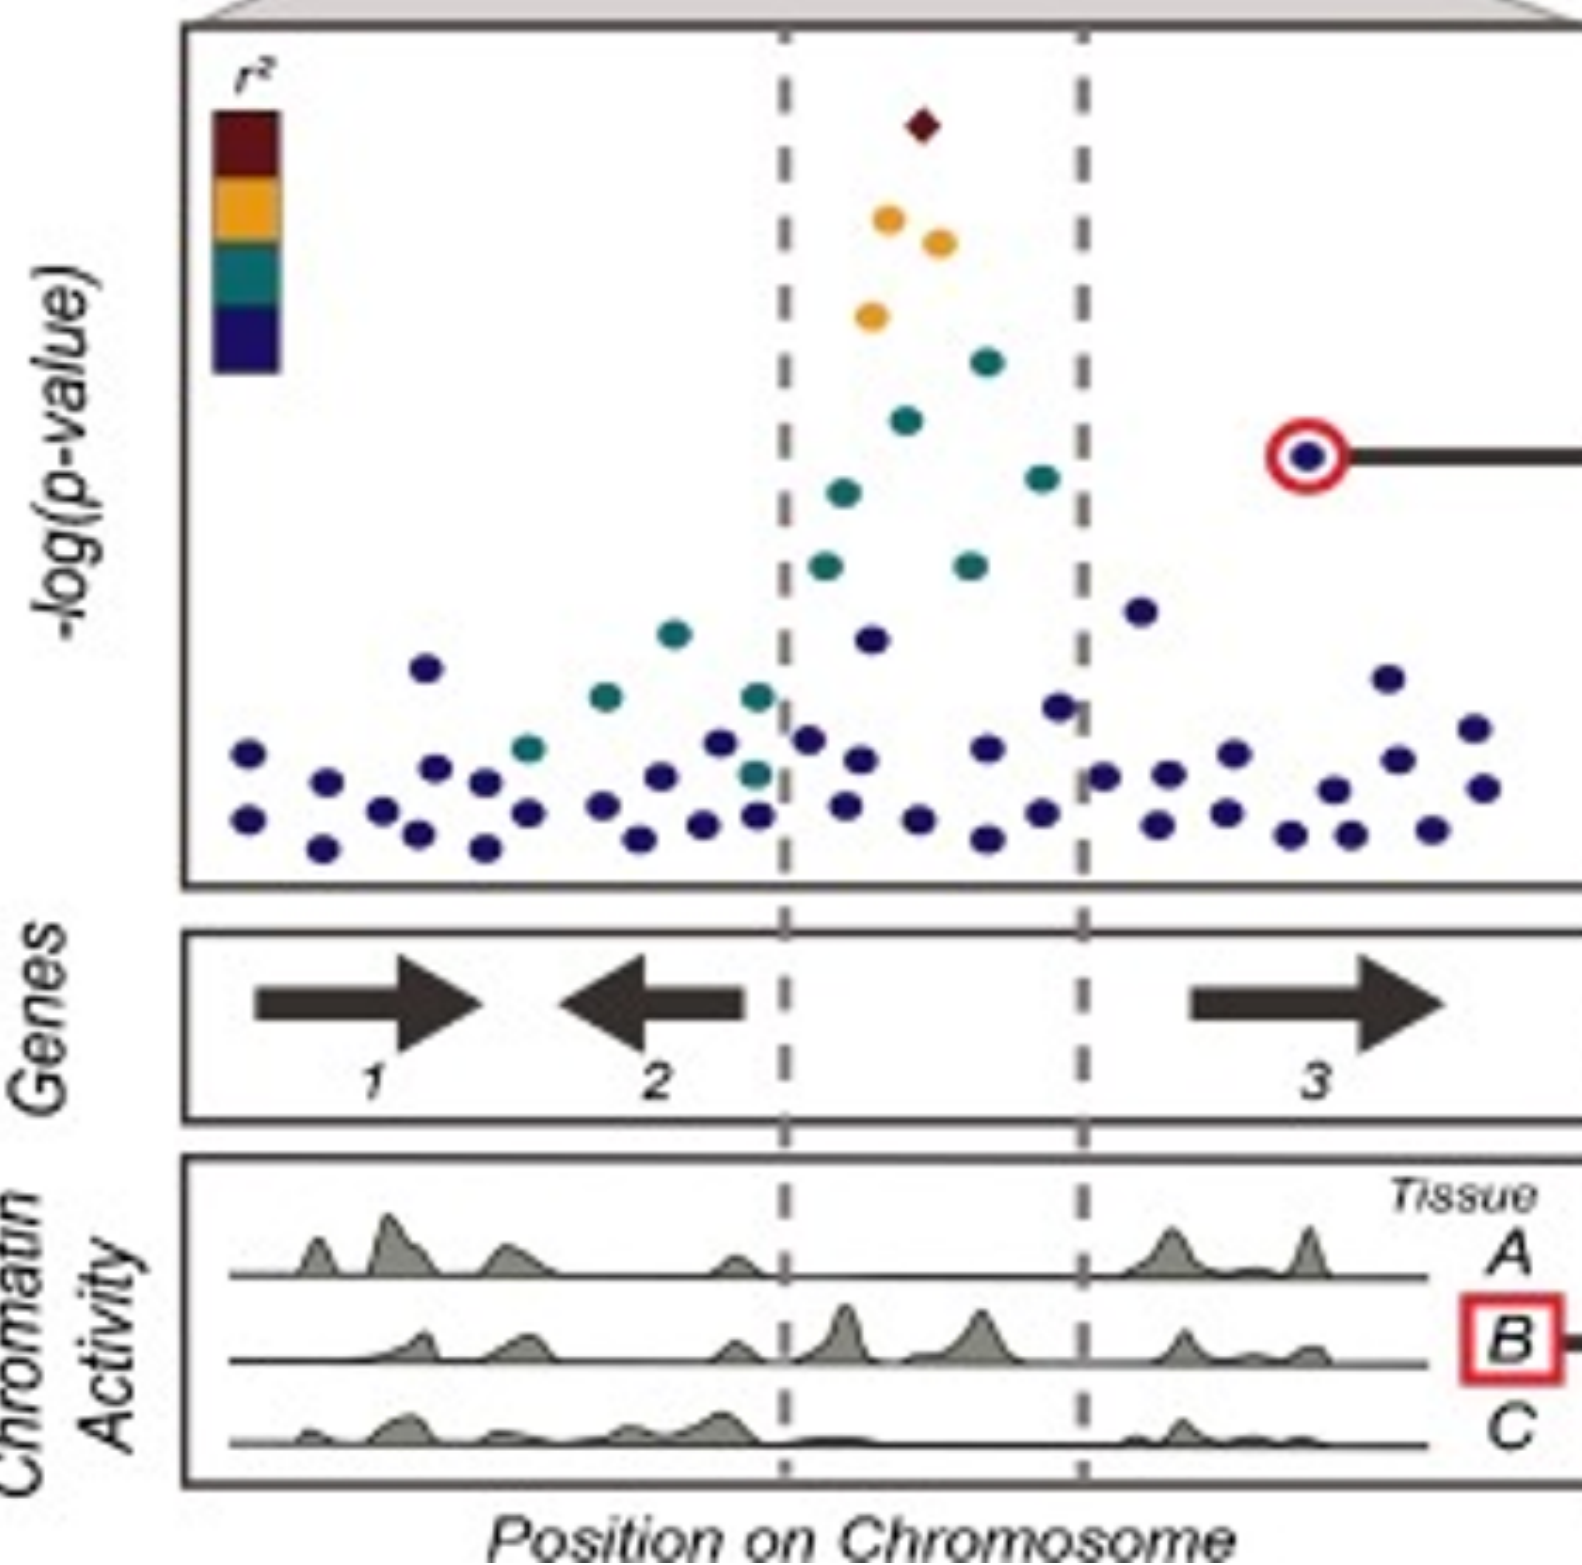 r²
-log(p-value)
Genes
1
2
3
Chromatin
Activity
Tissue
A
B
C
Position on Chromosome